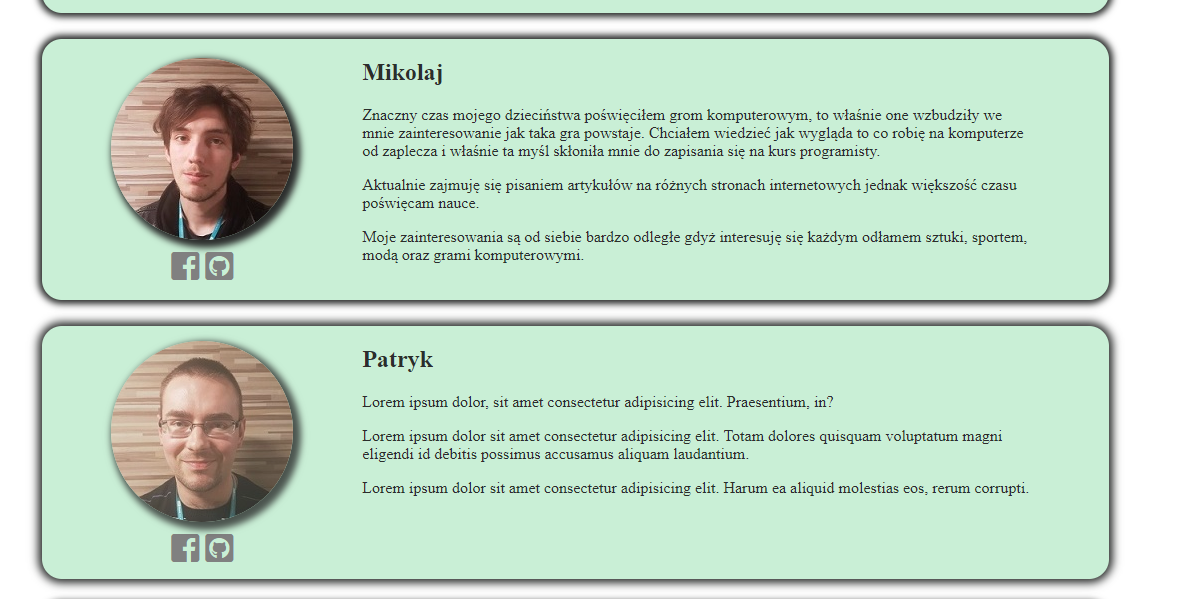 Mikolaj
Znaczny czas mojego dzieciństwa poświęciłem grom komputerowym, to właśnie one wzbudziły we
mnie zainteresowanie jak taka gra powstaje. Chciałem wiedzieć jak wygląda to co robię na komputerze
od zaplecza i właśnie ta myśl skłoniła mnie do zapisania się na kurs programisty.
Aktualnie zajmuję się pisaniem artykułów na różnych stronach internetowych jednak większość czasu
poświęcam nauce.
Moje zainteresowania są od siebie bardzo odległe gdyż interesuję się każdym odłamem sztuki, sportem,
modą oraz grami komputerowymi.
Patryk
Lorem ipsum dolor, sit amet consectetur adipisicing elit. Praesentium, in?
Lorem ipsum dolor sit amet consectetur adipisicing elit. Totam dolores quisquam voluptatum magni
eligendi id debitis possimus accusamus aliquam laudantium.
Lorem ipsum dolor sit amet consectetur adipisicing elit. Harum ea aliquid molestias eos, rerum corrupti.